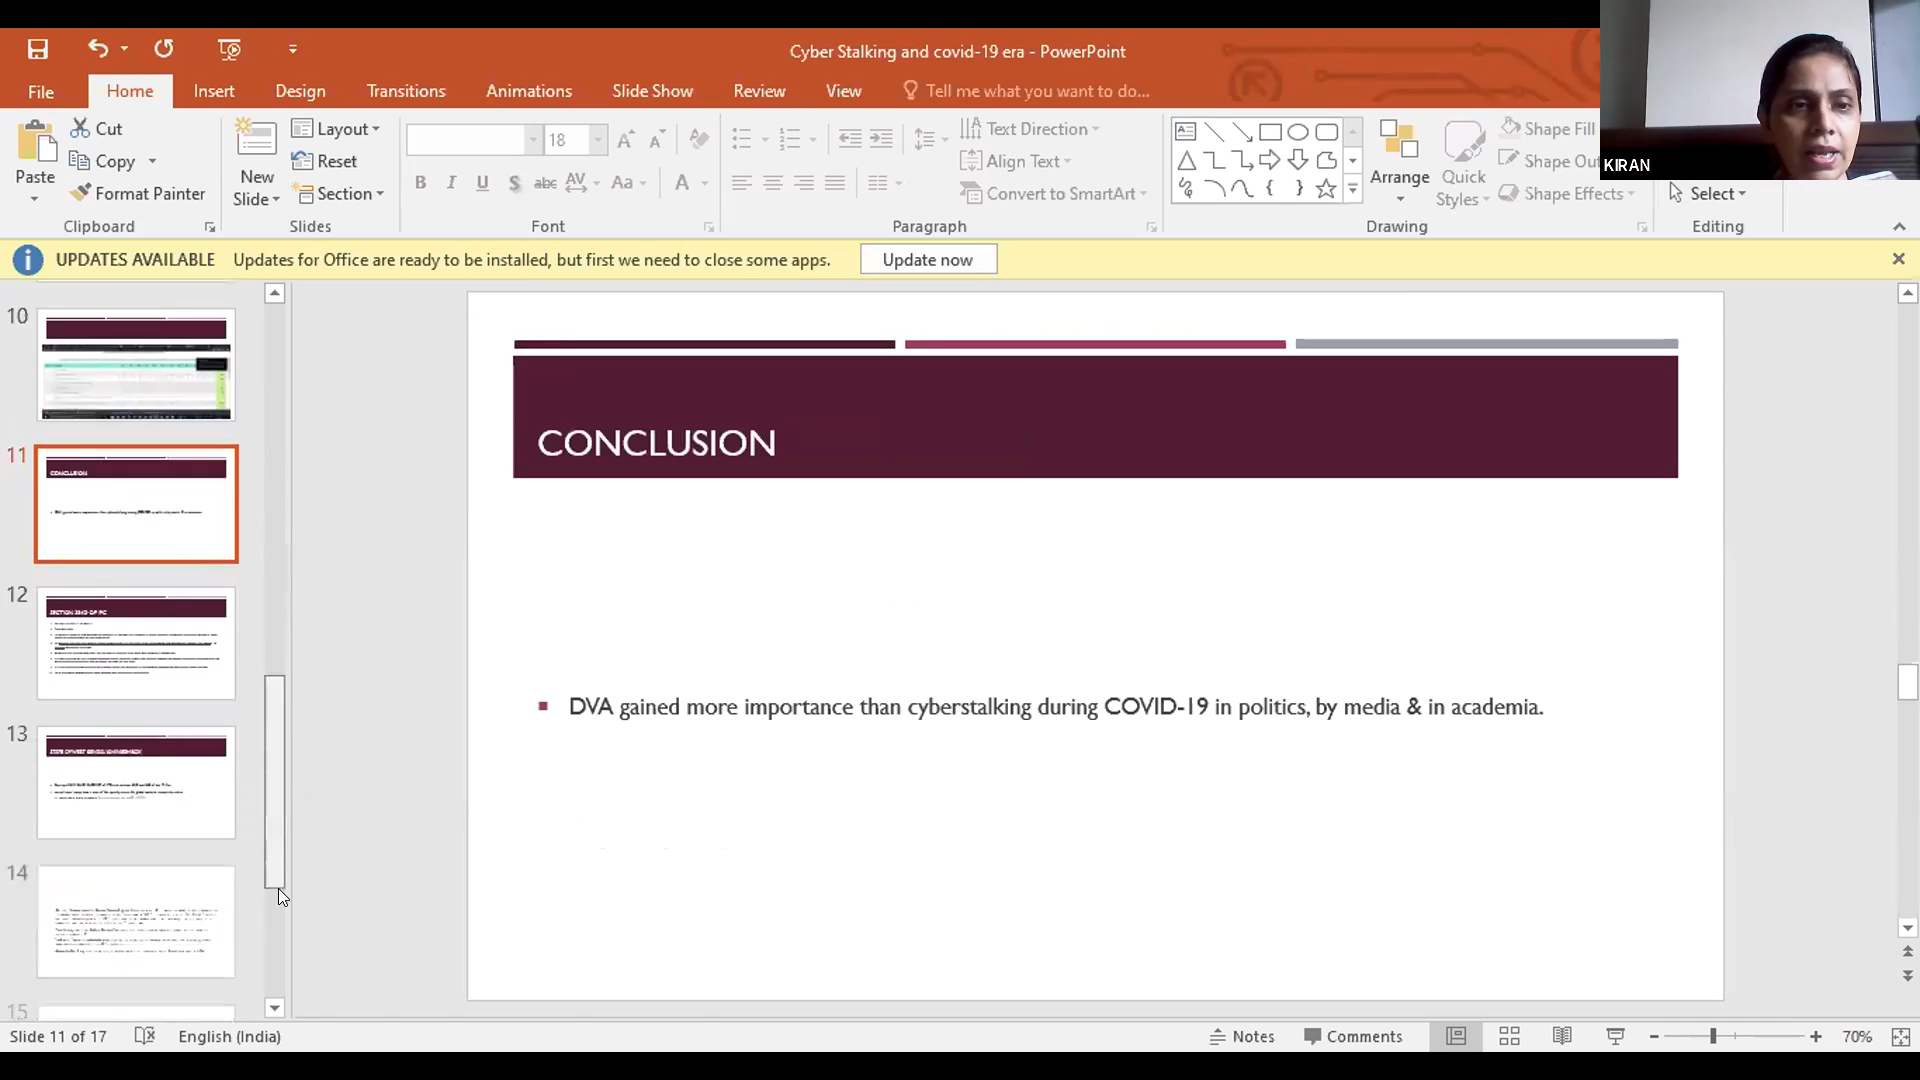 Cyber Stalking and covid-19 era - PowerPoint
File Home Insert Design Transitions Animations Slide Show Review View Tell me what you want to do...
KIRAN
Paste
Cut
Copy
Format Painter
Clipboard
New Slide
Layout
Reset
Section
Slides
18
B I U S abc AV Aa A
Font
Text Direction
Align Text
Convert to SmartArt
Paragraph
Arrange
Quick Styles
Shape Fill
Shape Effects
Drawing
Select
Editing
UPDATES AVAILABLE Updates for Office are ready to be installed, but first we need to close some apps. Update now
10
11
CONCLUSION
12
13
14
15
CONCLUSION
DVA gained more importance than cyberstalking during COVID-19 in politics, by media & in academia.
Slide 11 of 17 English (India) Notes Comments 70%